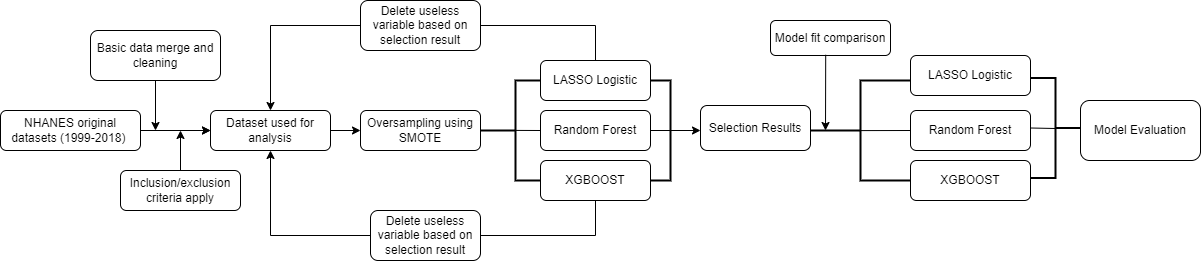 Delete useless
variable based on
selection result
Basic data merge and
cleaning
Model fit comparison
LASSO Logistic
LASSO Logistic
NHANES original
datasets (1999-2018)
Dataset used for
analysis
Oversampling using
SMOTE
Random Forest
Selection Results
Random Forest
Model Evaluation
Inclusion/exclusion
criteria apply
XGBOOST
XGBOOST
Delete useless
variable based on
selection result